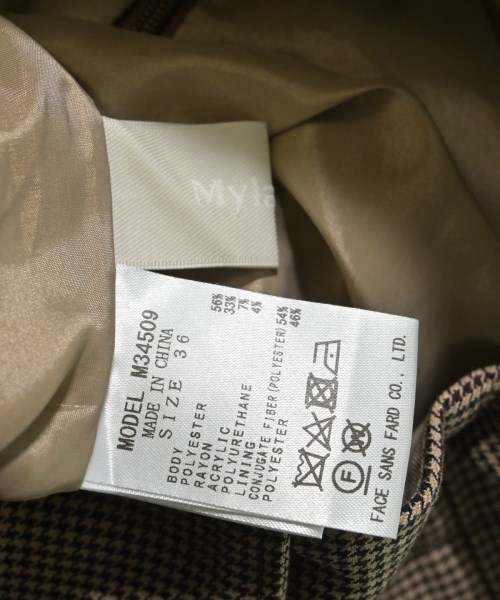 Myla
MODEL M34509
MADE IN CHINA
SIZE 36
BODY
POLYESTER 56%
RAYON 33%
ACRYLIC 7%
POLYURETHANE 4%
LINING
CONJUGATE FIBER(POLYESTER) 54%
POLYESTER 46%
F
FACE SANS FARD CO., LTD.